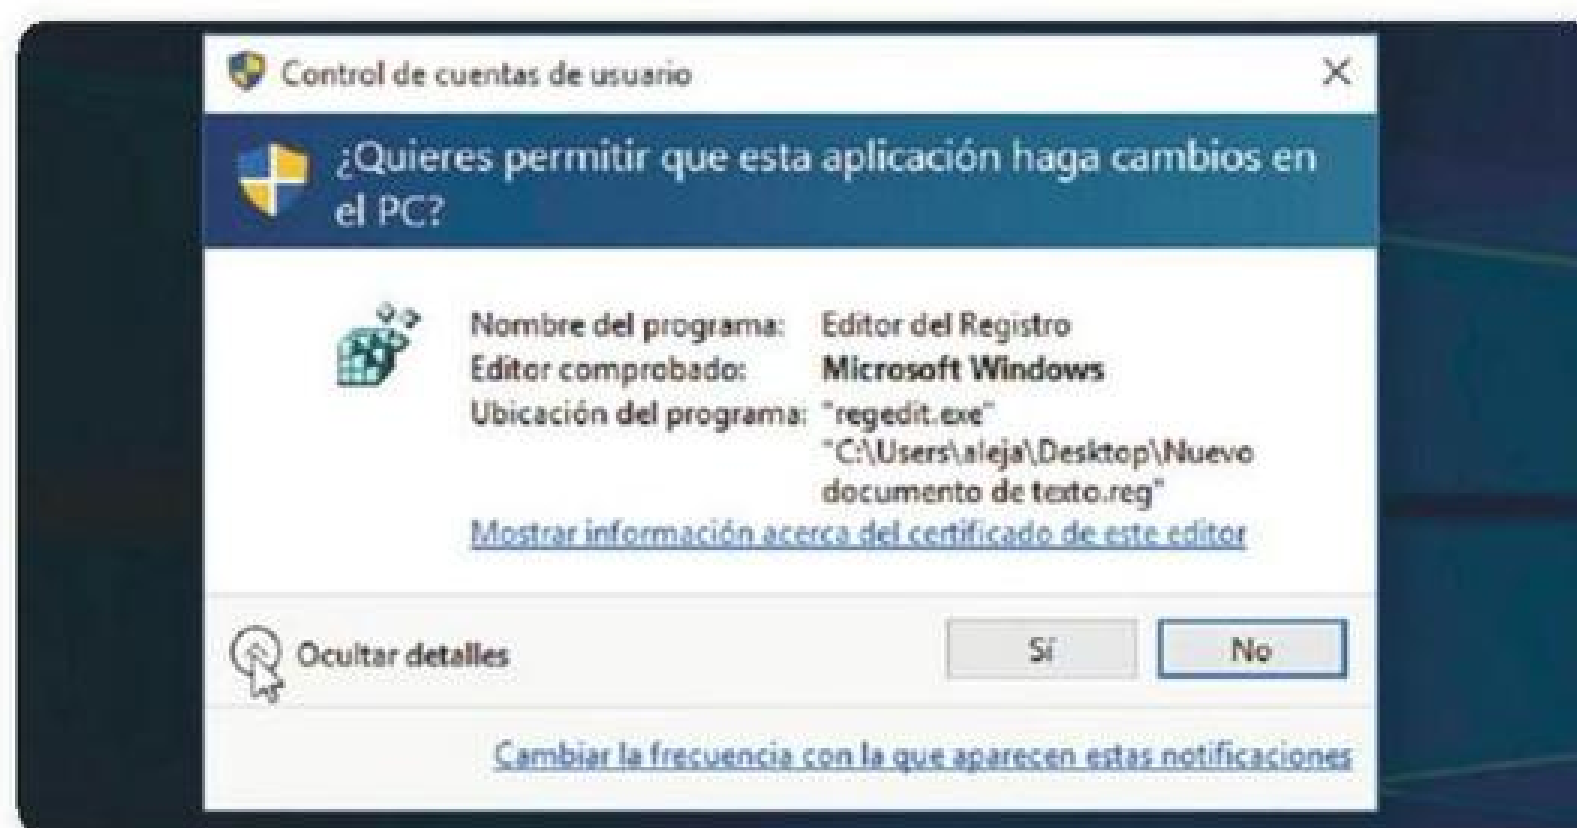 Control de cuentas de usuario
¿Quieres permitir que esta aplicación haga cambios en
el PC?
Nombre del programa: Editor del Registro
Editor comprobado: Microsoft Windows
Ubicación del programa: "regedit.exe"
"C:\Users\aleja\Desktop\Nuevo
documento de texto.reg"
Mostrar información acerca del certificado de este editor
Ocultar detalles
Sí
No
Cambiar la frecuencia con la que aparecen estas notificaciones